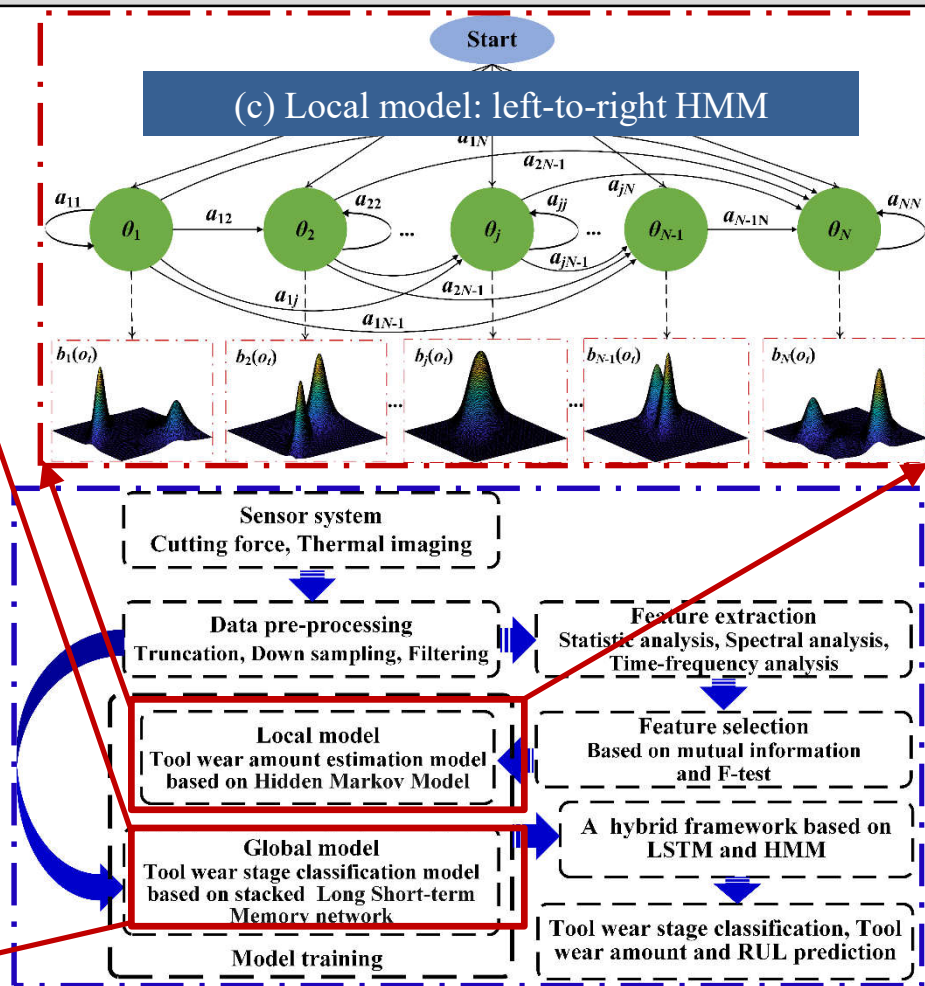 Start
(c) Local model: left-to-right HMM
a1N
a2N-1
a11
a12
a22
ajj
ajN
aN-1N
aNN
θ1
θ2
...
θj
...
θN-1
θN
a1j
a2N-1
ajN-1
a1N-1
b1(ot)
b2(ot)
bj(ot)
bN-1(ot)
bN(ot)
...
...
Sensor system
Cutting force, Thermal imaging
Data pre-processing
Truncation, Down sampling, Filtering
Feature extraction
Statistic analysis, Spectral analysis,
Time-frequency analysis
Local model
Tool wear amount estimation model
based on Hidden Markov Model
Feature selection
Based on mutual information
and F-test
Global model
Tool wear stage classification model
based on stacked Long Short-term
Memory network
A hybrid framework based on
LSTM and HMM
Model training
Tool wear stage classification, Tool
wear amount and RUL prediction